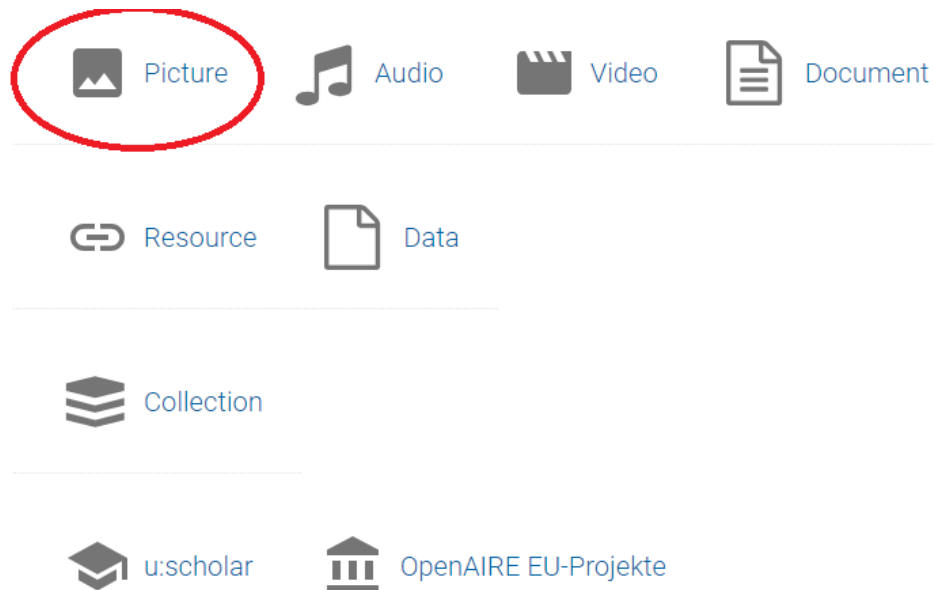 Picture Audio Video Document
Resource Data
Collection
u:scholar OpenAIRE EU-Projekte